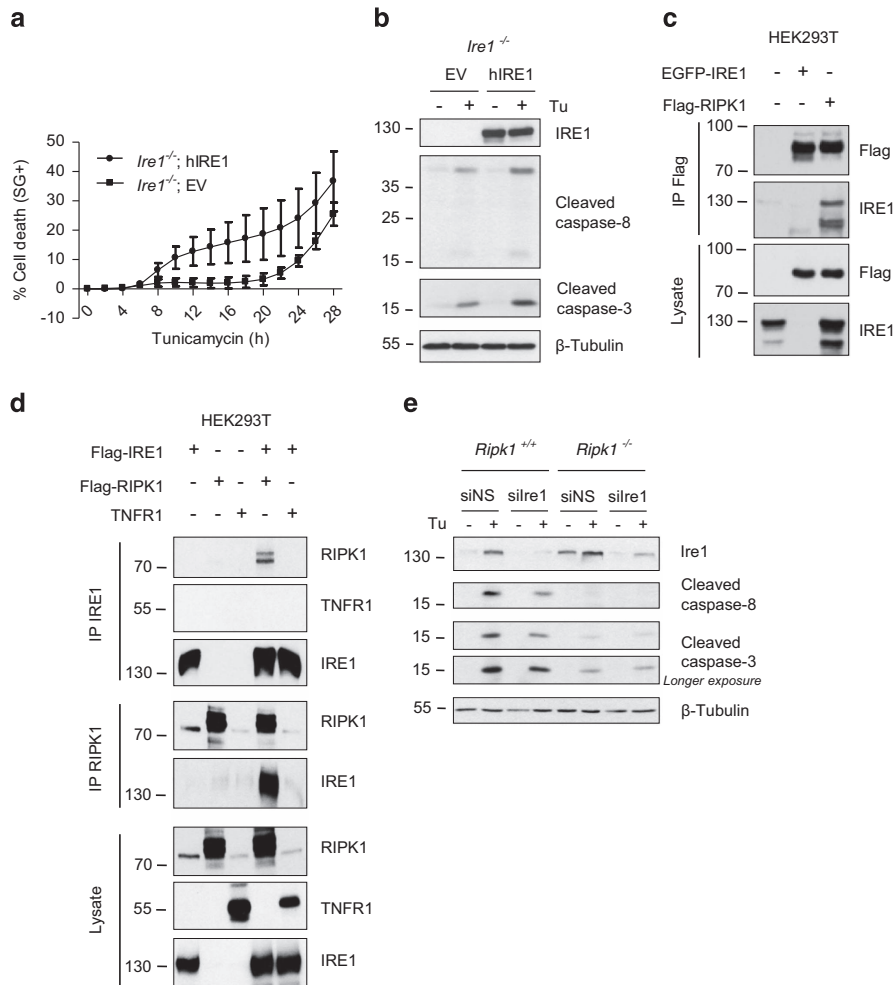 a
50
40
30
20
10
0
-10
% Cell death (SG+)
Ire1-/-; hIRE1
Ire1-/-; EV
0 4 8 12 16 20 24 28
Tunicamycin (h)
b
Ire1 -/-
EV hIRE1
- + - + Tu
130 IRE1
35
25
15
Cleaved
caspase-8
15
Cleaved
caspase-3
55 β-Tubulin
c
HEK293T
EGFP-IRE1 - + -
Flag-RIPK1 - - +
IP Flag
100
70
Flag
130 IRE1
Lysate
100
70
Flag
130 IRE1
d
HEK293T
Flag-IRE1 + - - + +
Flag-RIPK1 - + - + -
TNFR1 - - + - +
IP IRE1
70 RIPK1
55 TNFR1
130 IRE1
IP RIPK1
70 RIPK1
130 IRE1
Lysate
70 RIPK1
55 TNFR1
130 IRE1
e
Ripk1 +/+ Ripk1 -/-
siNS siIre1 siNS siIre1
Tu - + - + - + - +
130 Ire1
15 Cleaved
caspase-8
15 Cleaved
15 caspase-3
Longer exposure
55 β-Tubulin